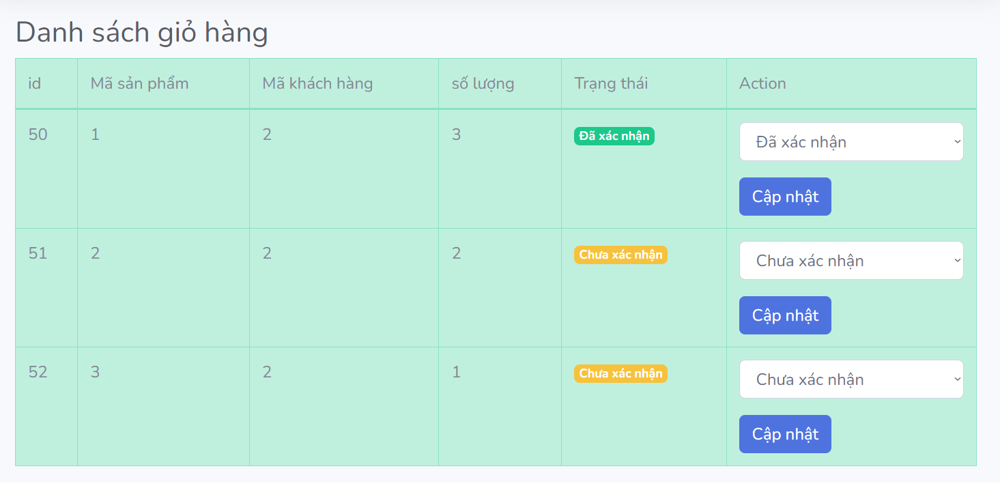 Danh sách giỏ hàng
id Mã sản phẩm Mã khách hàng số lượng Trạng thái Action
50 1 2 3 Đã xác nhận Đã xác nhận
Cập nhật
51 2 2 2 Chưa xác nhận Chưa xác nhận
Cập nhật
52 3 2 1 Chưa xác nhận Chưa xác nhận
Cập nhật